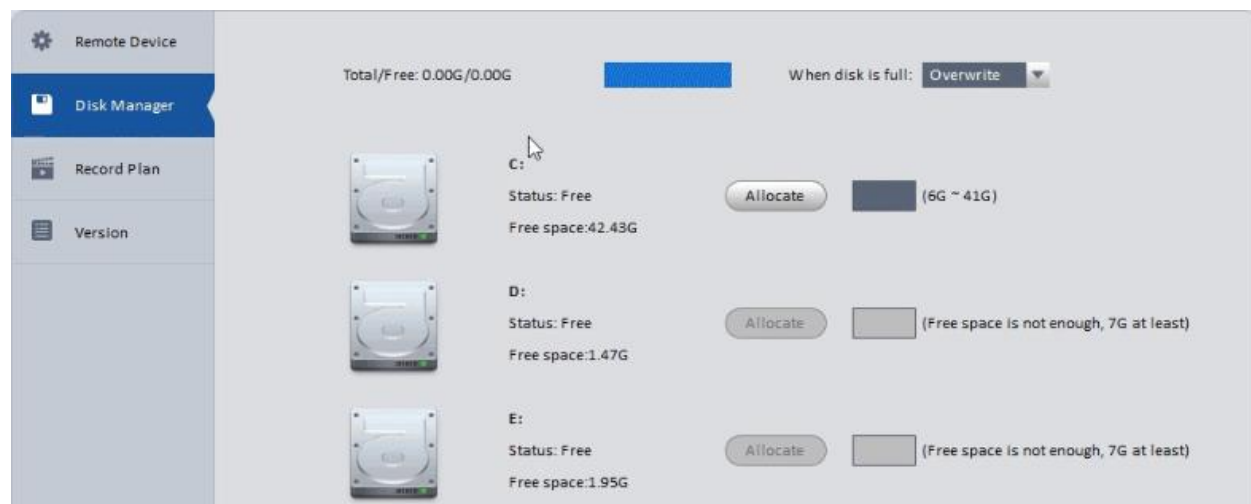 Remote Device
Disk Manager
Record Plan
Version
Total/Free: 0.00G/0.00G
When disk is full: Overwrite
C:
Status: Free
Allocate
(6G ~ 41G)
Free space:42.43G
D:
Status: Free
Allocate
(Free space is not enough, 7G at least)
Free space:1.47G
E:
Status: Free
Allocate
(Free space is not enough, 7G at least)
Free space:1.95G